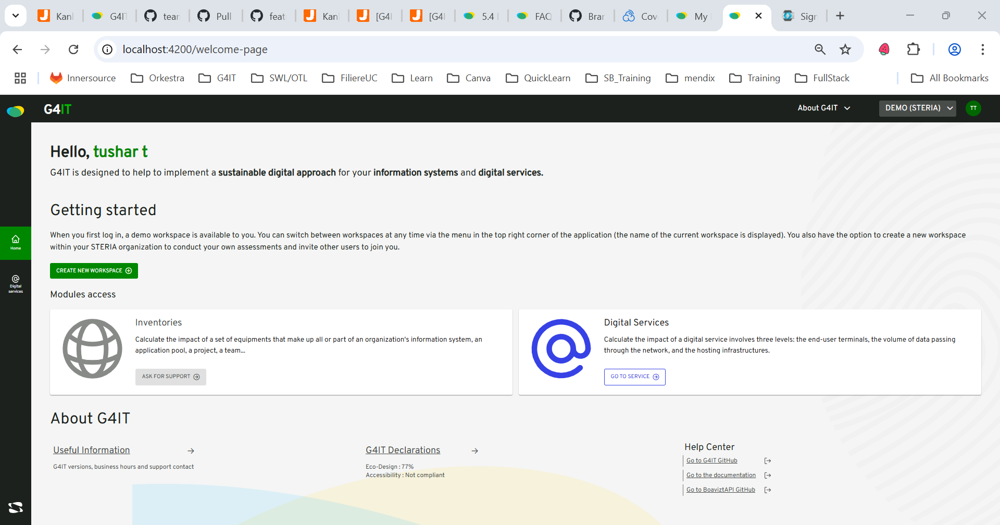 Kanl
G4IT
tear
Pull
feat
Kanl
[G4I
[G4I
5.4
FAQ
Brar
Cov
My
Sigr
localhost:4200/welcome-page
Innersource
Orkestra
G4IT
SWL/OTL
FiliereUC
Learn
Canva
QuickLearn
SB_Training
mendix
Training
FullStack
All Bookmarks
G4IT
About G4IT
DEMO (STERIA)
TT
Hello, tushar t
G4IT is designed to help to implement a sustainable digital approach for your information systems and digital services.
Getting started
When you first log in, a demo workspace is available to you. You can switch between workspaces at any time via the menu in the top right corner of the application (the name of the current workspace is displayed). You also have the option to create a new workspace
within your STERIA organization to conduct your own assessments and invite other users to join you.
Home
CREATE NEW WORKSPACE
Digital
services
Modules access
Inventories
Calculate the impact of a set of equipments that make up all or part of an organization's information system, an
application pool, a project, a team...
ASK FOR SUPPORT
Digital Services
Calculate the impact of a digital service involves three levels: the end-user terminals, the volume of data passing
through the network, and the hosting infrastructures.
GO TO SERVICE
About G4IT
Useful Information
G4IT versions, business hours and support contact
G4IT Declarations
Eco-Design : 77%
Accessibility : Not compliant
Help Center
Go to G4IT GitHub
Go to the documentation
Go to BoaviztAPI GitHub